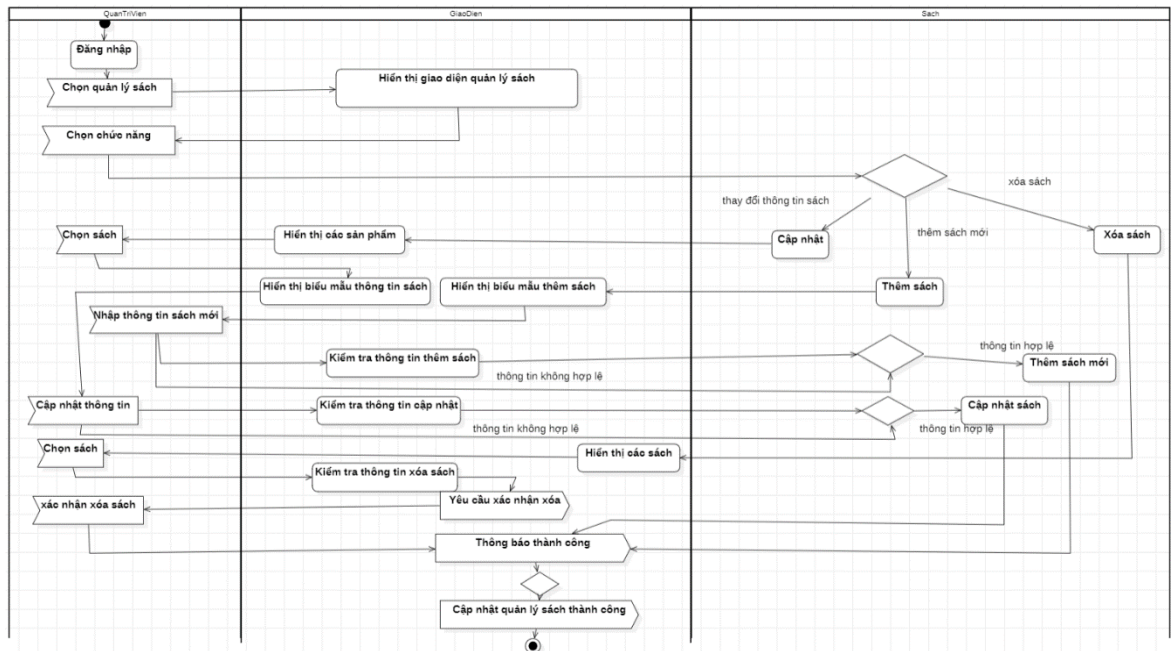 QuanTriVien
GiaoDien
Sach
Đăng nhập
Chọn quản lý sách
Hiển thị giao diện quản lý sách
Chọn chức năng
xóa sách
thay đổi thông tin sách
thêm sách mới
Chọn sách
Hiển thị các sản phẩm
Cập nhật
Xóa sách
Hiển thị biểu mẫu thông tin sách
Hiển thị biểu mẫu thêm sách
Thêm sách
Nhập thông tin sách mới
Kiểm tra thông tin thêm sách
thông tin hợp lệ
Thêm sách mới
thông tin không hợp lệ
Cập nhật thông tin
Kiểm tra thông tin cập nhật
Cập nhật sách
thông tin không hợp lệ
thông tin hợp lệ
Chọn sách
Hiển thị các sách
Kiểm tra thông tin xóa sách
Yêu cầu xác nhận xóa
xác nhận xóa sách
Thông báo thành công
Cập nhật quản lý sách thành công